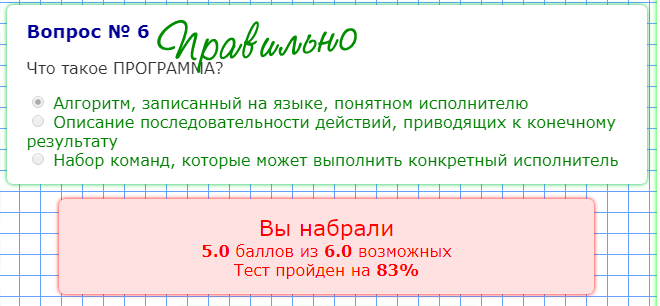 Вопрос № 6 Правильно
Что такое ПРОГРАММА?
Алгоритм, записанный на языке, понятном исполнителю
Описание последовательности действий, приводящих к конечному
результату
Набор команд, которые может выполнить конкретный исполнитель
Вы набрали
5.0 баллов из 6.0 возможных
Тест пройден на 83%